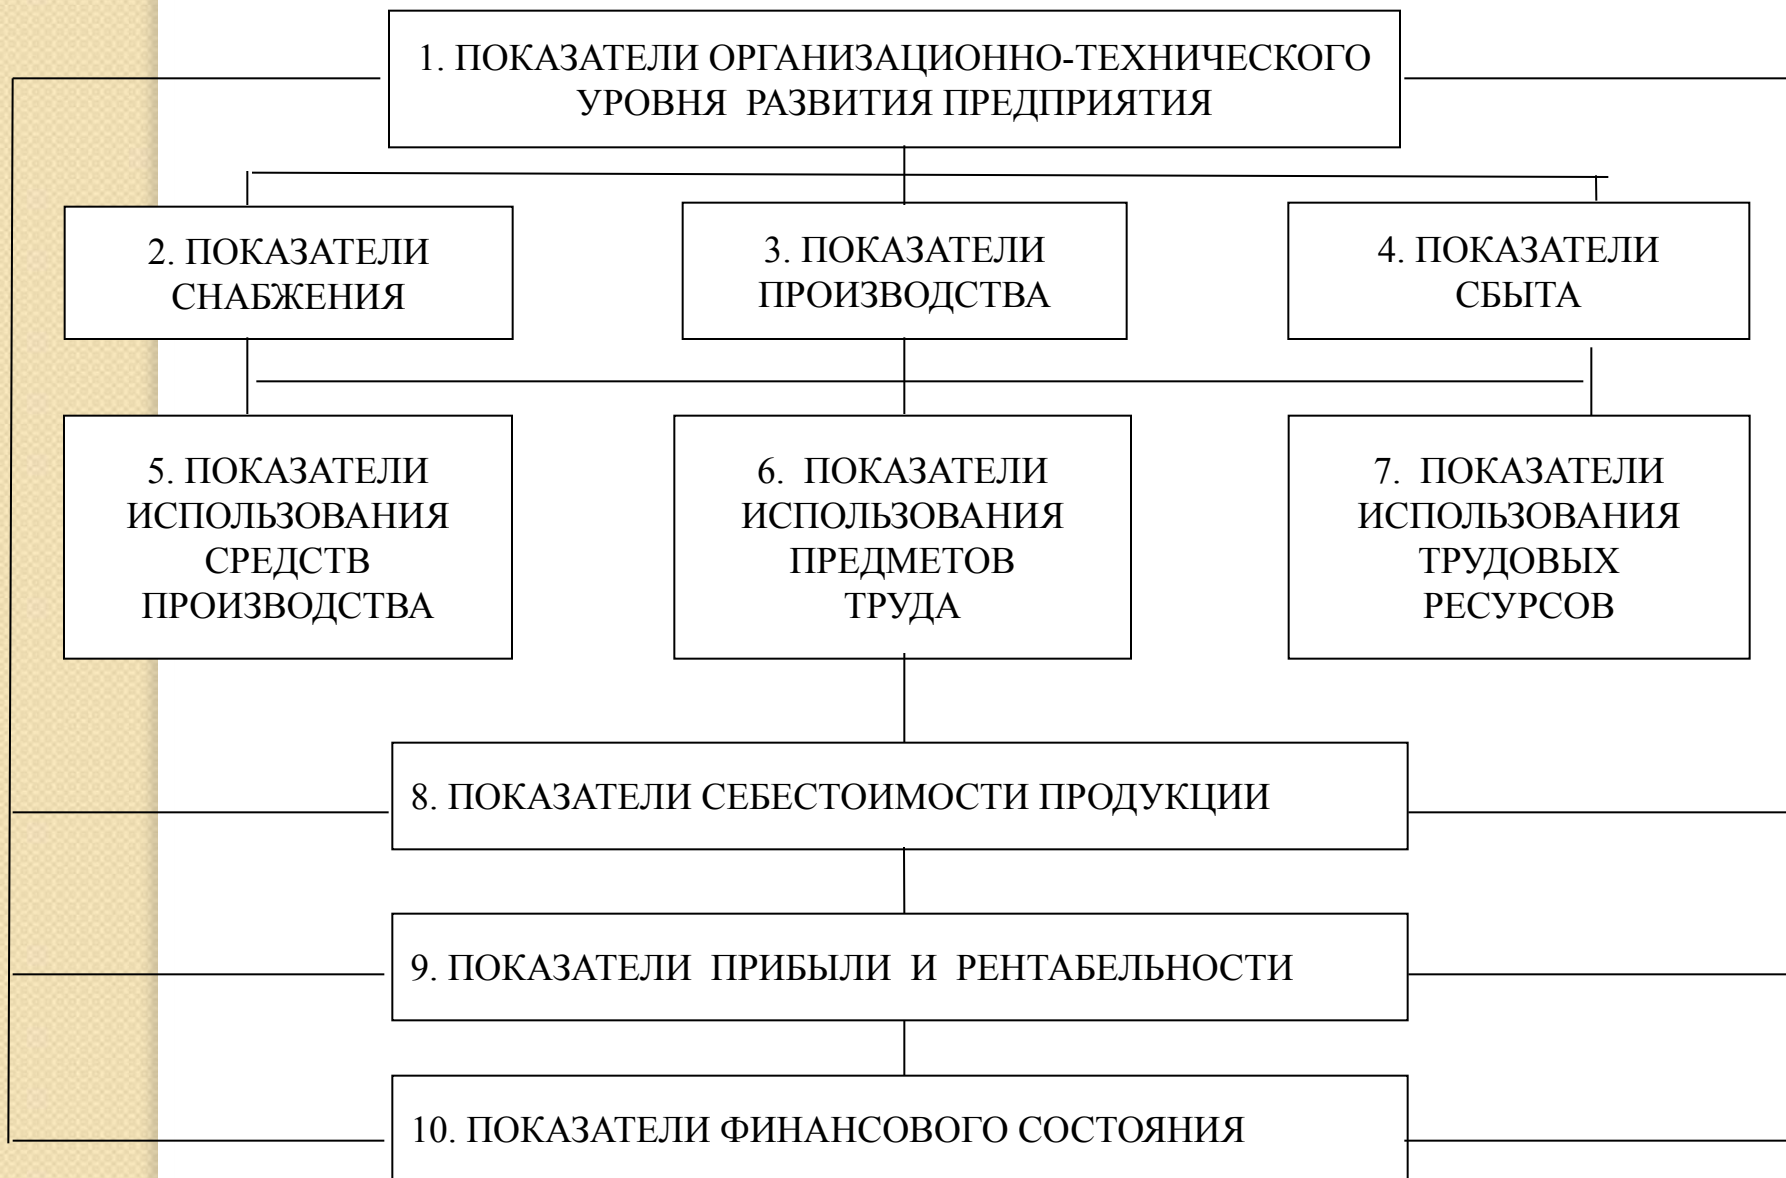 1. ПОКАЗАТЕЛИ ОРГАНИЗАЦИОННО-ТЕХНИЧЕСКОГО
УРОВНЯ РАЗВИТИЯ ПРЕДПРИЯТИЯ
2. ПОКАЗАТЕЛИ
СНАБЖЕНИЯ
3. ПОКАЗАТЕЛИ
ПРОИЗВОДСТВА
4. ПОКАЗАТЕЛИ
СБЫТА
5. ПОКАЗАТЕЛИ
ИСПОЛЬЗОВАНИЯ
СРЕДСТВ
ПРОИЗВОДСТВА
6. ПОКАЗАТЕЛИ
ИСПОЛЬЗОВАНИЯ
ПРЕДМЕТОВ
ТРУДА
7. ПОКАЗАТЕЛИ
ИСПОЛЬЗОВАНИЯ
ТРУДОВЫХ
РЕСУРСОВ
8. ПОКАЗАТЕЛИ СЕБЕСТОИМОСТИ ПРОДУКЦИИ
9. ПОКАЗАТЕЛИ ПРИБЫЛИ И РЕНТАБЕЛЬНОСТИ
10. ПОКАЗАТЕЛИ ФИНАНСОВОГО СОСТОЯНИЯ